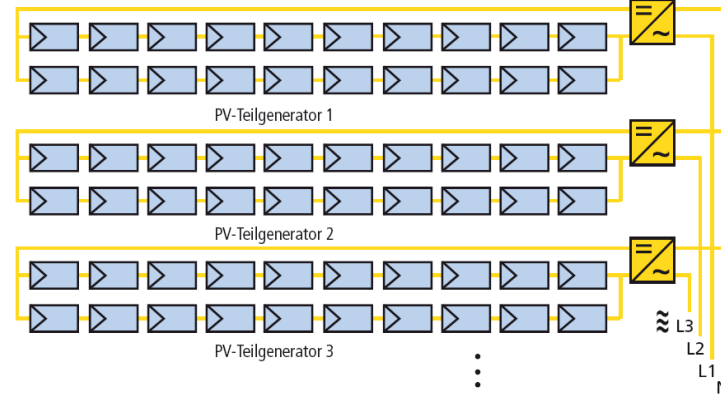 PV-Teilgenerator 1
PV-Teilgenerator 2
PV-Teilgenerator 3
L3
L2
L1
N